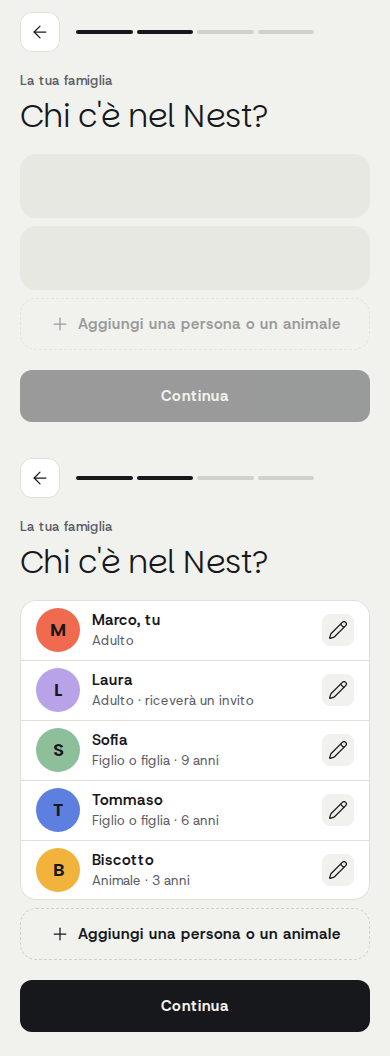 La tua famiglia
Chi c'è nel Nest?
Aggiungi una persona o un animale
Continua
La tua famiglia
Chi c'è nel Nest?
M
Marco, tu
Adulto
L
Laura
Adulto · riceverà un invito
S
Sofia
Figlio o figlia · 9 anni
T
Tommaso
Figlio o figlia · 6 anni
B
Biscotto
Animale · 3 anni
Aggiungi una persona o un animale
Continua